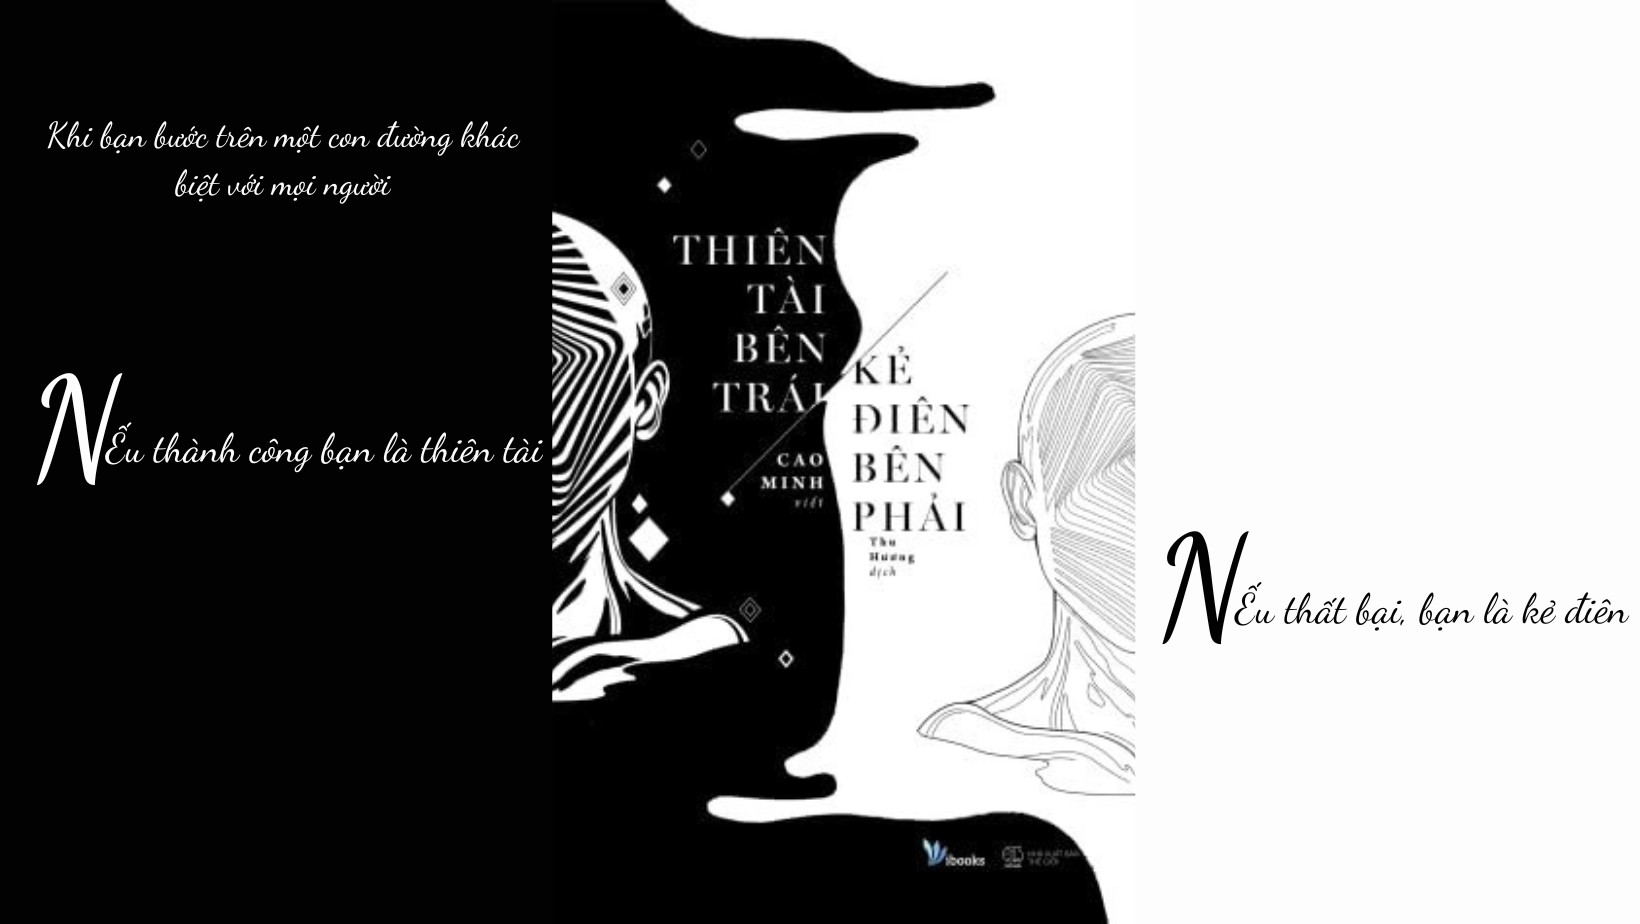 Khi bạn bước trên một con đường khác
biệt với mọi người
Nếu thành công bạn là thiên tài
THIÊN
TÀI
BÊN
TRÁI
CAO
MINH
viết
KẺ
ĐIÊN
BÊN
PHẢI
Thu
Hương
dịch
Nếu thất bại, bạn là kẻ điên
ibooks
NHÀ XUẤT BẢN
THẾ GIỚI